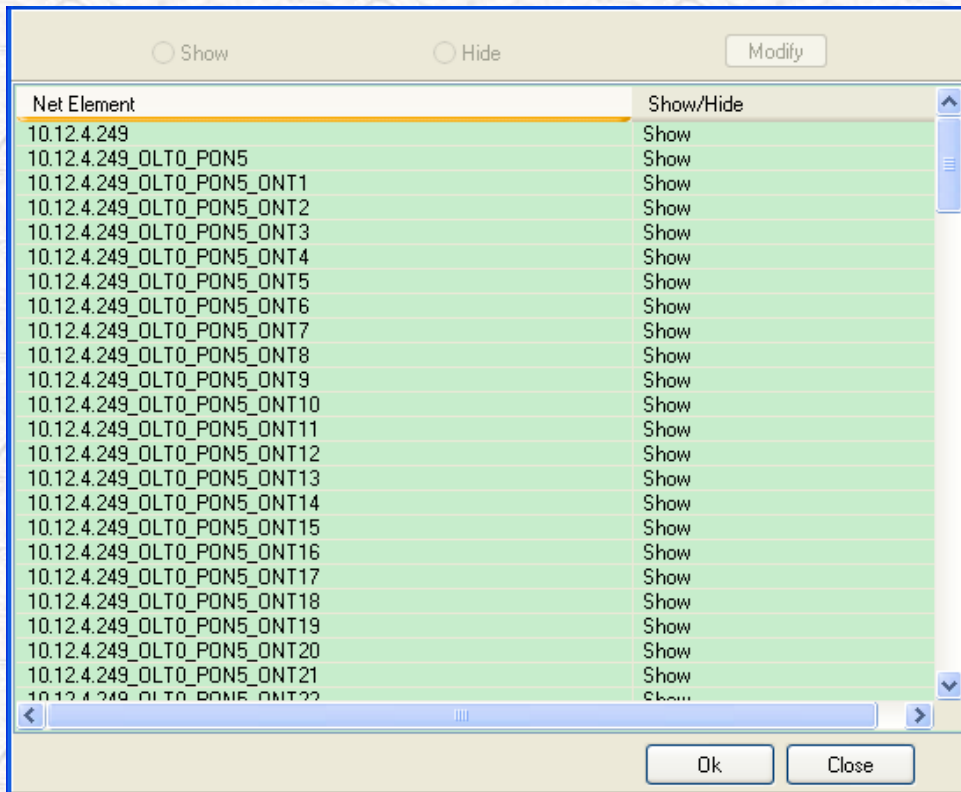 Show Hide Modify
Net Element Show/Hide
10.12.4.249 Show
10.12.4.249_OLT0_PON5 Show
10.12.4.249_OLT0_PON5_ONT1 Show
10.12.4.249_OLT0_PON5_ONT2 Show
10.12.4.249_OLT0_PON5_ONT3 Show
10.12.4.249_OLT0_PON5_ONT4 Show
10.12.4.249_OLT0_PON5_ONT5 Show
10.12.4.249_OLT0_PON5_ONT6 Show
10.12.4.249_OLT0_PON5_ONT7 Show
10.12.4.249_OLT0_PON5_ONT8 Show
10.12.4.249_OLT0_PON5_ONT9 Show
10.12.4.249_OLT0_PON5_ONT10 Show
10.12.4.249_OLT0_PON5_ONT11 Show
10.12.4.249_OLT0_PON5_ONT12 Show
10.12.4.249_OLT0_PON5_ONT13 Show
10.12.4.249_OLT0_PON5_ONT14 Show
10.12.4.249_OLT0_PON5_ONT15 Show
10.12.4.249_OLT0_PON5_ONT16 Show
10.12.4.249_OLT0_PON5_ONT17 Show
10.12.4.249_OLT0_PON5_ONT18 Show
10.12.4.249_OLT0_PON5_ONT19 Show
10.12.4.249_OLT0_PON5_ONT20 Show
10.12.4.249_OLT0_PON5_ONT21 Show
10.12.4.249_OLT0_PON5_ONT22 Show
Ok Close